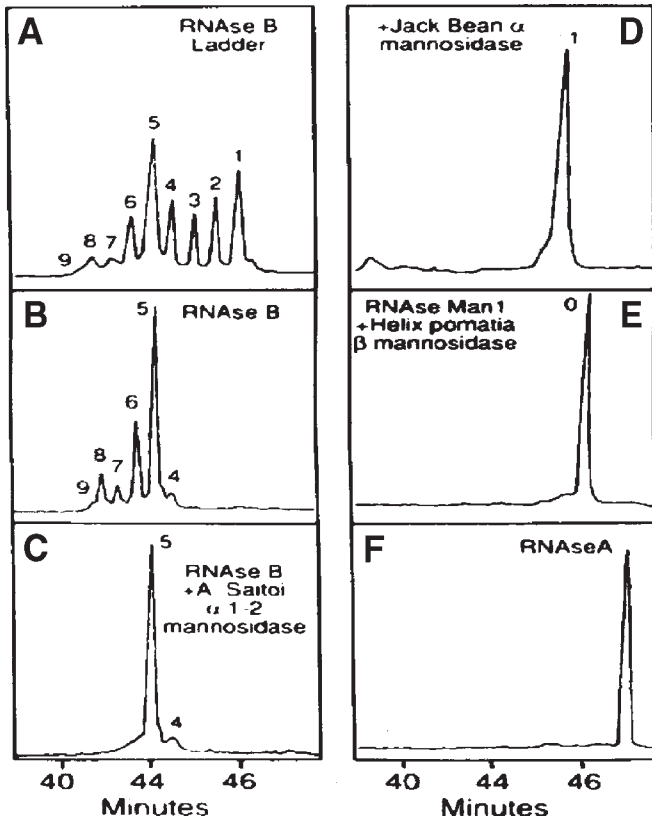 A
RNAse B
Ladder
9 8 7 6 5 4 3 2 1
B
RNAse B
9 8 7 6 5 4
C
RNAse B
+A Saitoi
α 1-2
mannosidase
5 4
40 44 46
Minutes
D
+Jack Bean α
mannosidase
1
E
RNAse Man1
+Helix pomatia
β mannosidase
0
F
RNAseA
40 44 46
Minutes